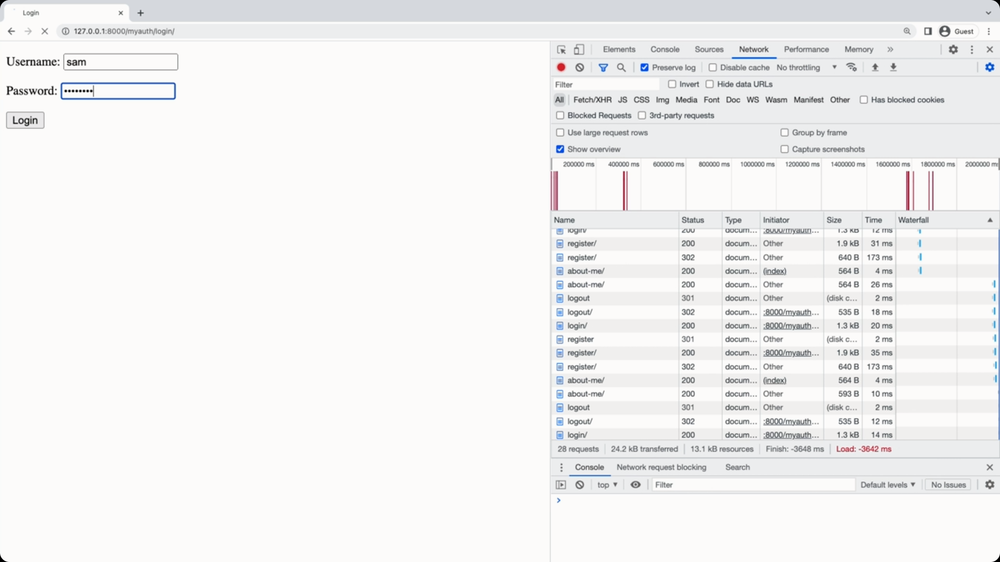 Login
127.0.0.1:8000/myauth/login/
Guest
Username: sam
Password: ••••••••
Login
Elements Console Sources Network Performance Memory »
Preserve log Disable cache No throttling
Filter Invert Hide data URLs
All Fetch/XHR JS CSS Img Media Font Doc WS Wasm Manifest Other Has blocked cookies
Blocked Requests 3rd-party requests
Use large request rows Group by frame
Show overview Capture screenshots
200000 ms 400000 ms 600000 ms 800000 ms 1000000 ms 1200000 ms 1400000 ms 1600000 ms 1800000 ms 2000000 ms
Name Status Type Initiator Size Time Waterfall
login/ 200 docum... :8000/myauth... 1.3 kB 12 ms
register/ 200 docum... Other 1.9 kB 31 ms
register/ 302 docum... Other 640 B 173 ms
about-me/ 200 docum... (index) 564 B 4 ms
about-me/ 200 docum... Other 564 B 26 ms
logout 301 docum... Other (disk c... 2 ms
logout/ 302 docum... :8000/myauth... 535 B 18 ms
login/ 200 docum... :8000/myauth... 1.3 kB 20 ms
register 301 docum... Other (disk c... 2 ms
register/ 200 docum... :8000/myauth... 1.9 kB 35 ms
register/ 302 docum... Other 640 B 173 ms
about-me/ 200 docum... (index) 564 B 4 ms
about-me/ 200 docum... Other 593 B 10 ms
logout 301 docum... Other (disk c... 2 ms
logout/ 302 docum... :8000/myauth... 535 B 12 ms
login/ 200 docum... :8000/myauth... 1.3 kB 14 ms
28 requests 24.2 kB transferred 13.1 kB resources Finish: -3648 ms Load: -3642 ms
Console Network request blocking Search
top Filter Default levels No Issues